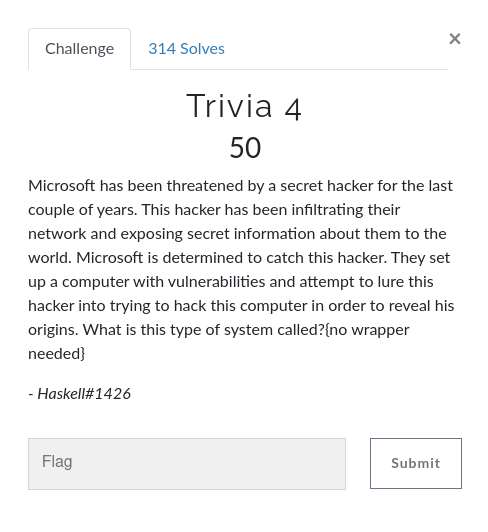 Challenge
314 Solves
×
Trivia 4
50
Microsoft has been threatened by a secret hacker for the last
couple of years. This hacker has been infiltrating their
network and exposing secret information about them to the
world. Microsoft is determined to catch this hacker. They set
up a computer with vulnerabilities and attempt to lure this
hacker into trying to hack this computer in order to reveal his
origins. What is this type of system called?{no wrapper
needed}
- Haskell#1426
Flag
Submit